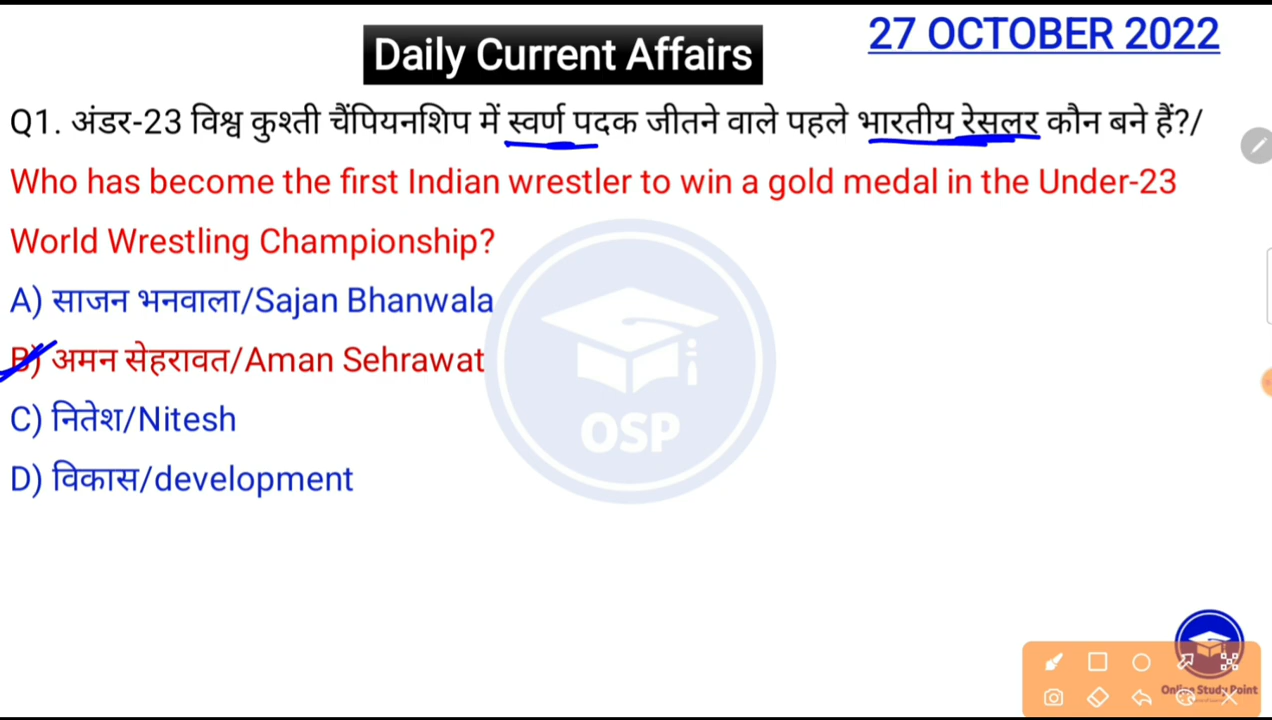 Daily Current Affairs
27 OCTOBER 2022
Q1. अंडर-23 विश्व कुश्ती चैंपियनशिप में स्वर्ण पदक जीतने वाले पहले भारतीय रेसलर कौन बने हैं?/
Who has become the first Indian wrestler to win a gold medal in the Under-23
World Wrestling Championship?
A) साजन भनवाला/Sajan Bhanwala
B) अमन सेहरावत/Aman Sehrawat
C) नितेश/Nitesh
D) विकास/development
OSP
Online Study Point